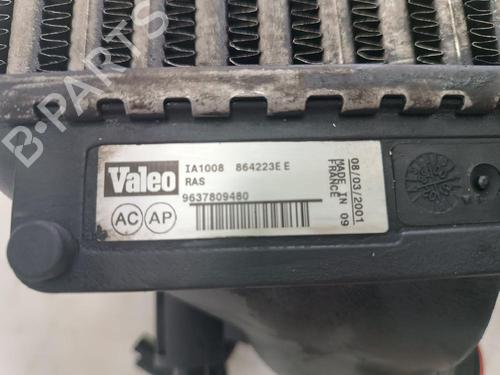 B-PARTS
Valeo
IA1008 864223E E
RAS
9637809480
AC AP
08/03/2001
MADE IN 09
FRANCE